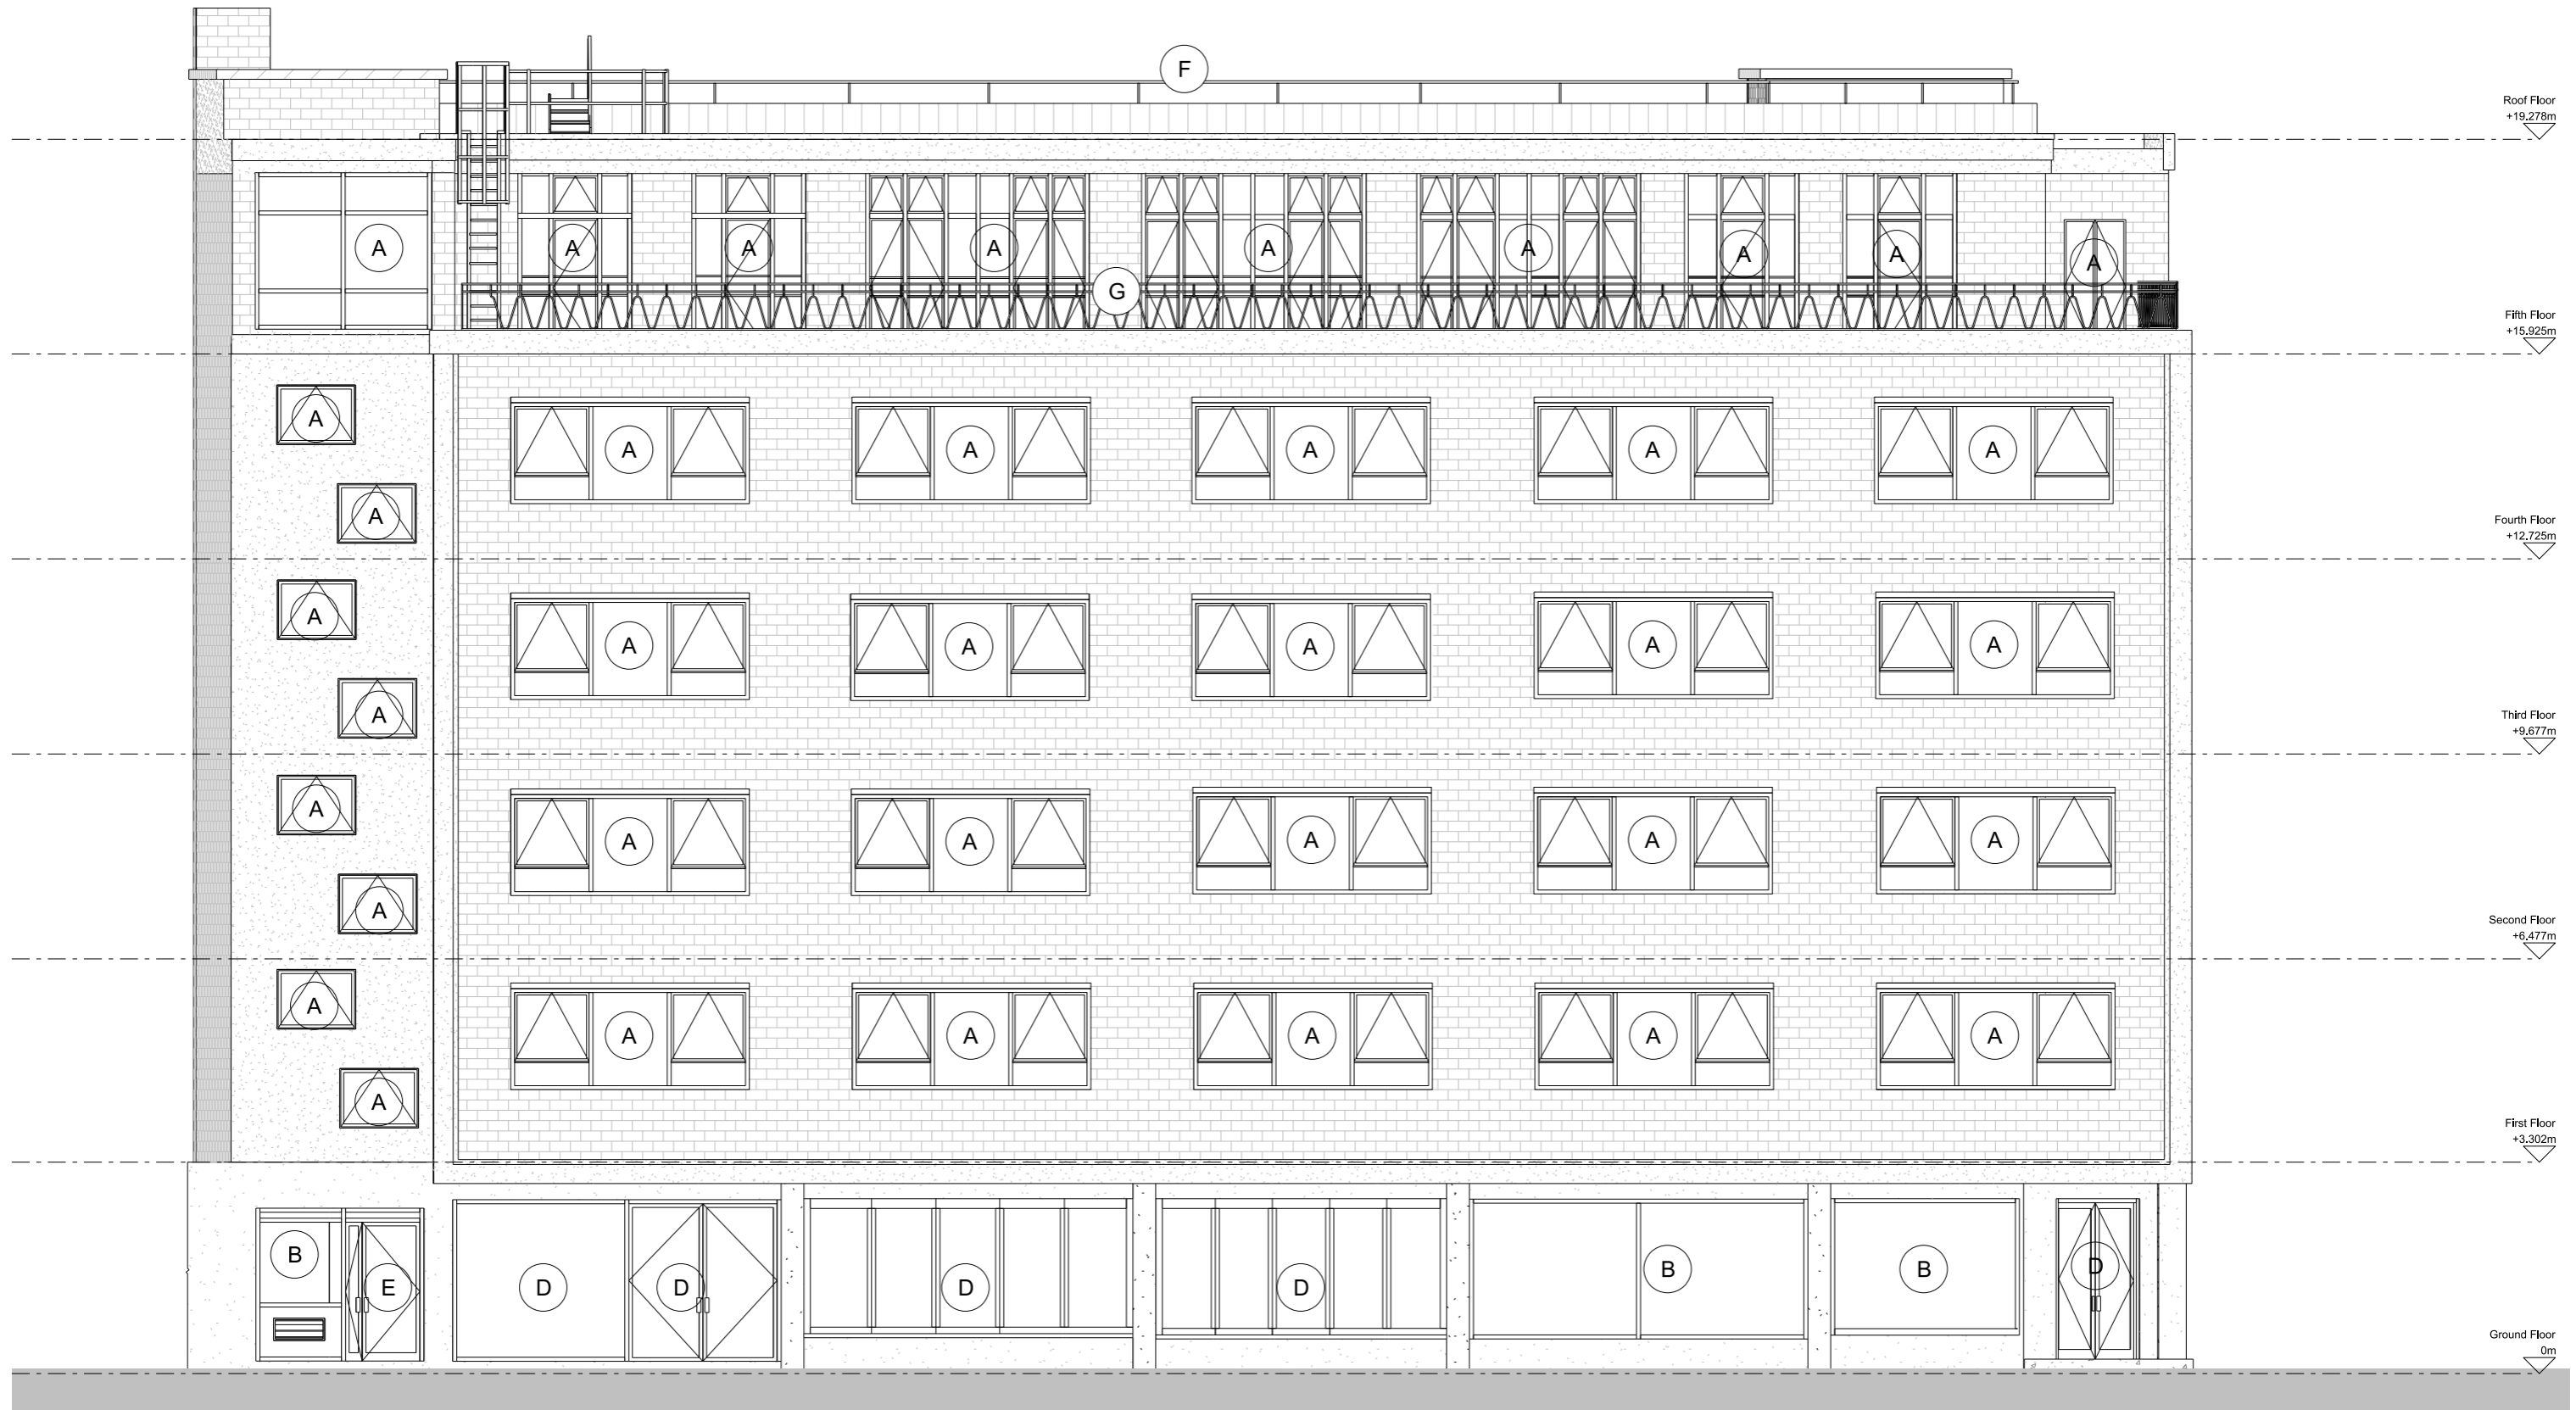 F
Roof Floor
+19.278m
A A A A A A A A A
G
Fifth Floor
+15.925m
A
A A A A A
A
Fourth Floor
+12.725m
A
A A A A A
A
Third Floor
+9.677m
A
A A A A A
A
Second Floor
+6.477m
A
A A A A A
A
First Floor
+3.302m
B E D D D D B B D
Ground Floor
0m